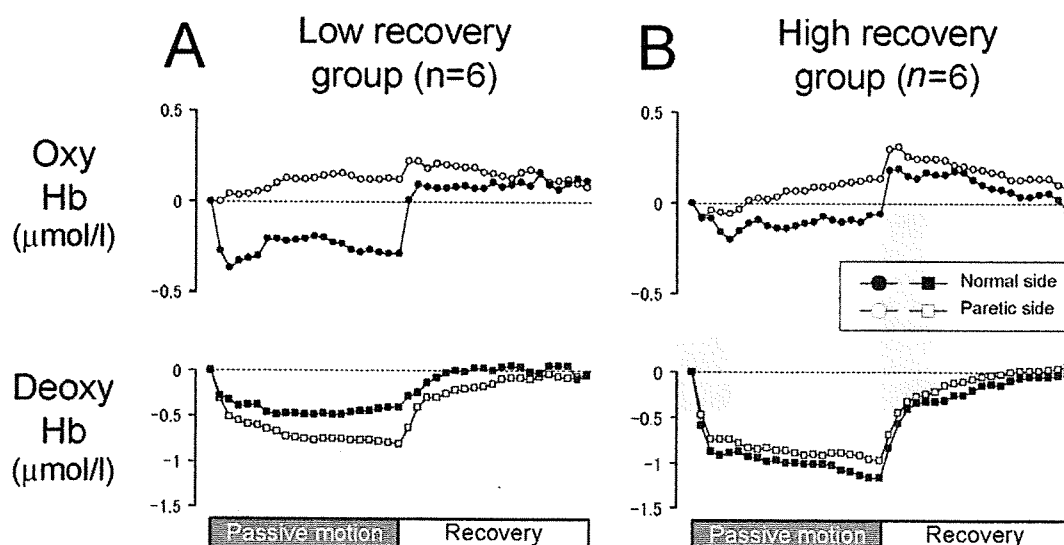 A
Low recovery
group (n=6)
B
High recovery
group (n=6)
Oxy
Hb
(μmol/l)
0.5
0
−0.5
0.5
0
−0.5
Normal side
Paretic side
Deoxy
Hb
(μmol/l)
0
−0.5
−1
−1.5
0
−0.5
−1.0
−1.5
Passive motion
Recovery
Passive motion
Recovery